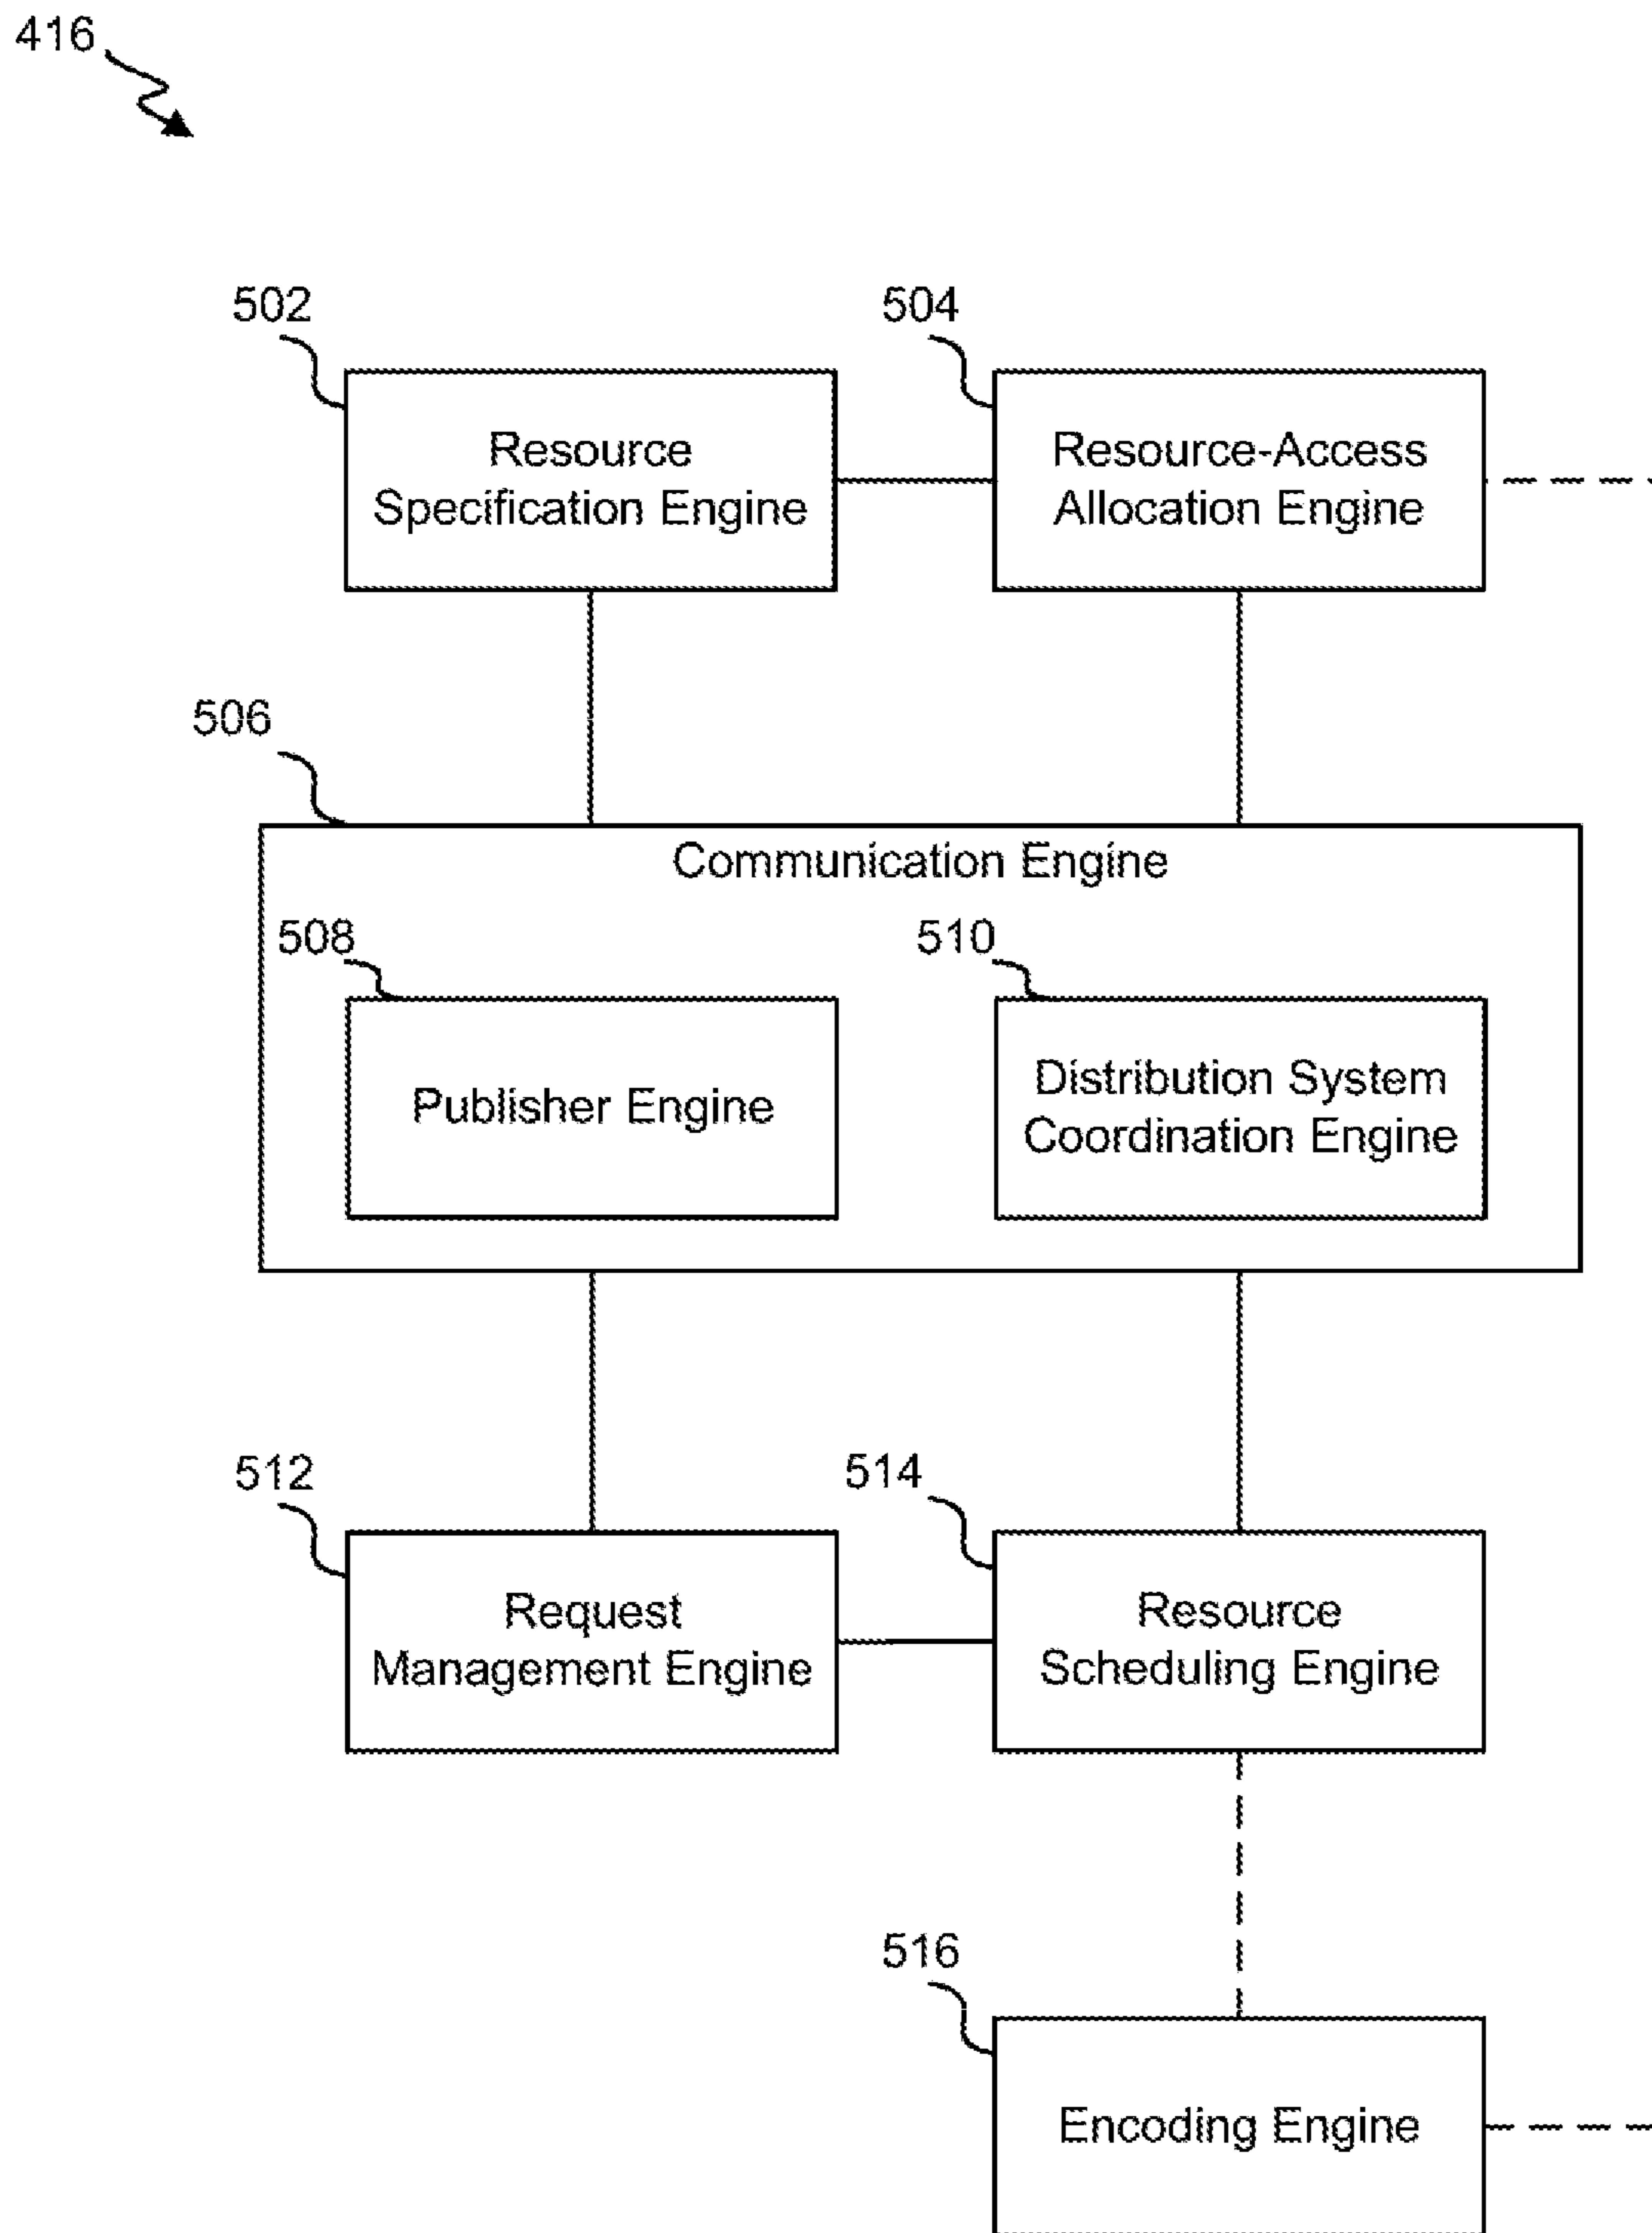 416
502
504
Resource
Specification Engine
Resource-Access
Allocation Engine
506
Communication Engine
508
510
Publisher Engine
Distribution System
Coordination Engine
512
514
Request
Management Engine
Resource
Scheduling Engine
516
Encoding Engine